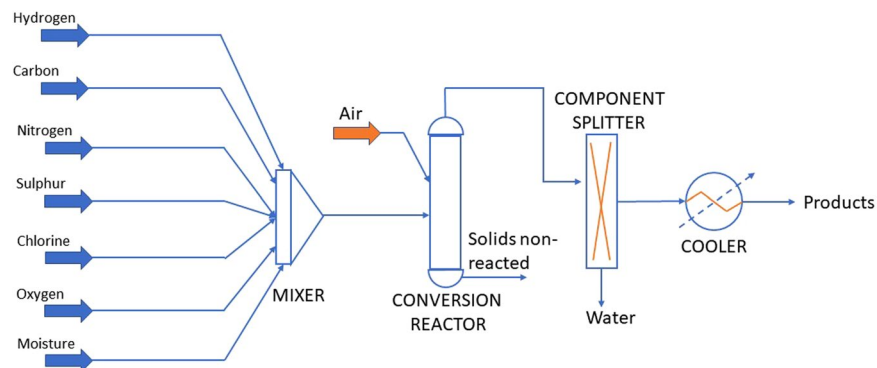 Hydrogen
Carbon
Nitrogen
Sulphur
Chlorine
Oxygen
Moisture
MIXER
Air
CONVERSION
REACTOR
Solids non-
reacted
COMPONENT
SPLITTER
Water
COOLER
Products